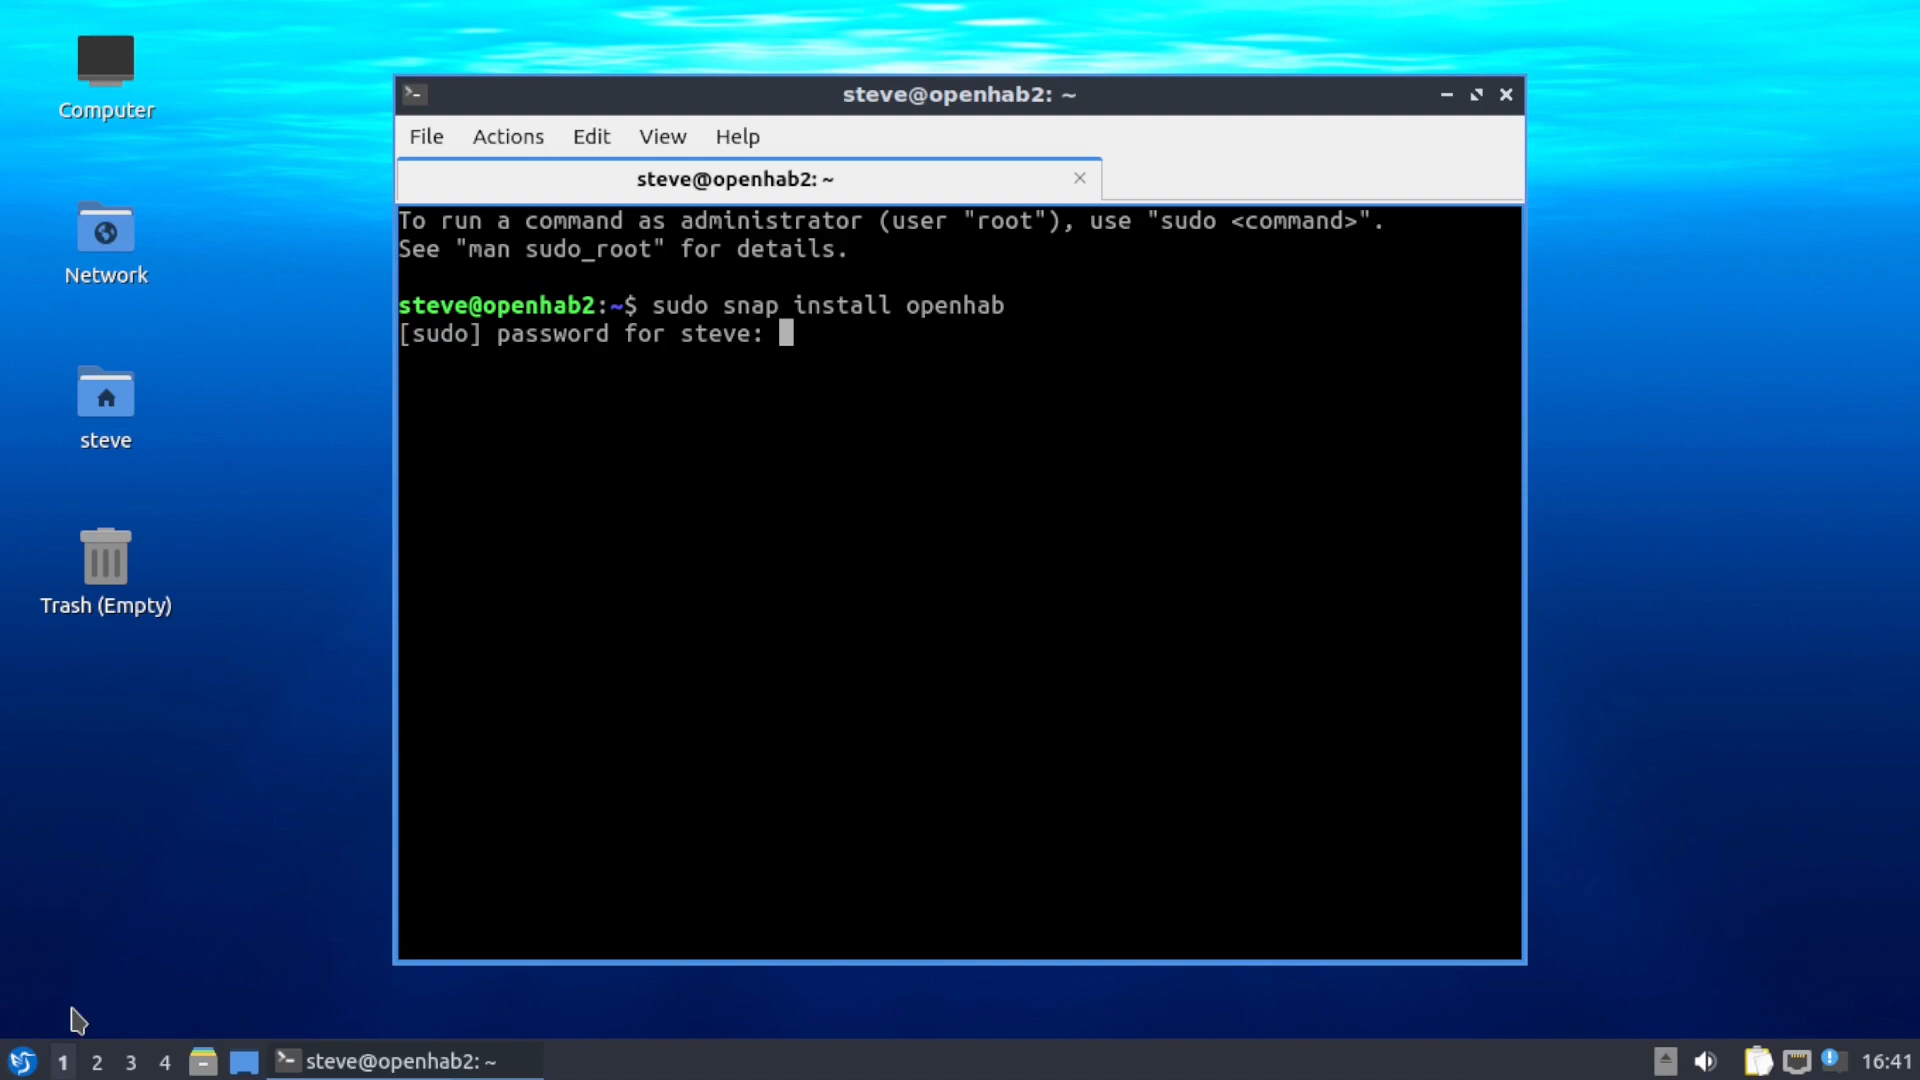 Computer
Network
steve
Trash (Empty)
steve@openhab2: ~
File Actions Edit View Help
steve@openhab2: ~
To run a command as administrator (user "root"), use "sudo <command>".
See "man sudo_root" for details.
steve@openhab2:~$ sudo snap install openhab
[sudo] password for steve:
1 2 3 4 steve@openhab2: ~ 16:41